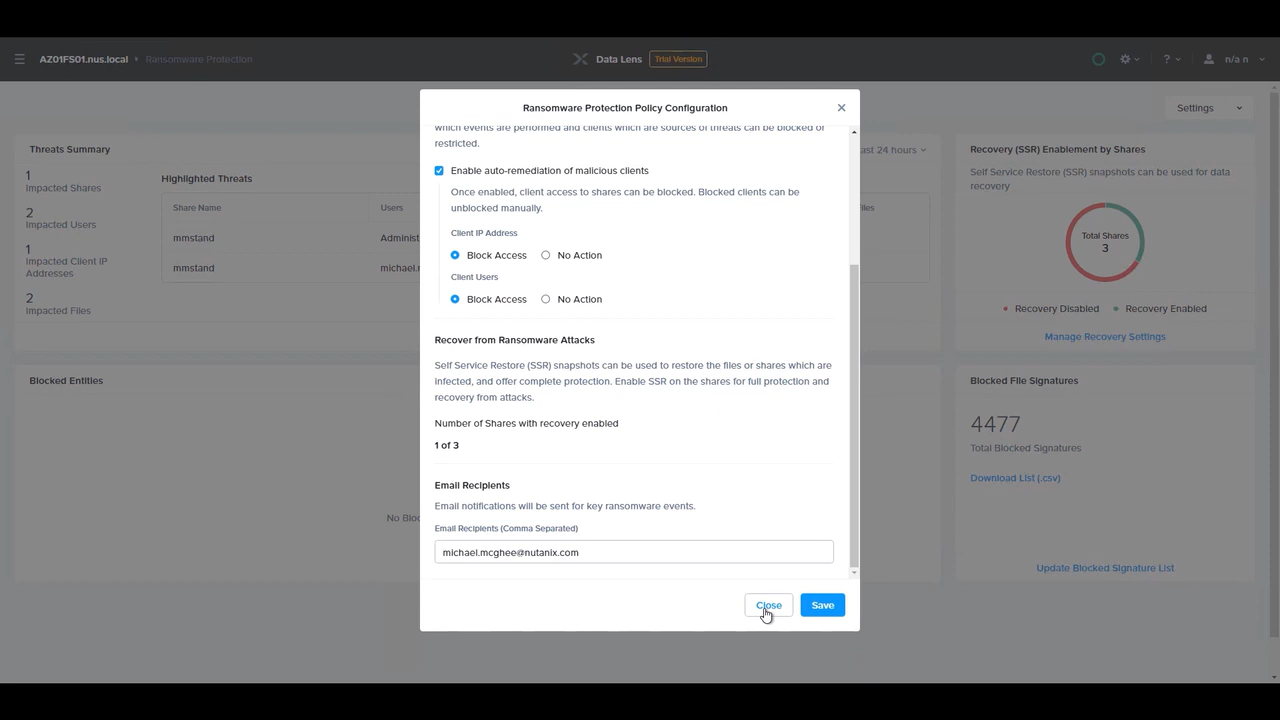 AZ01FS01.nus.local
Ransomware Protection
Data Lens
Trial Version
?
n/a n
Settings
Threats Summary
1
Impacted Shares
2
Impacted Users
1
Impacted Client IP
Addresses
2
Impacted Files
Highlighted Threats
Share Name
Users
mmstand
mmstand
24 hours
Recovery (SSR) Enablement by Shares
Self Service Restore (SSR) snapshots can be used for data
recovery
Total Shares
3
Recovery Disabled
Recovery Enabled
Manage Recovery Settings
Blocked Entities
Blocked File Signatures
4477
Total Blocked Signatures
Download List (.csv)
Update Blocked Signature List
Ransomware Protection Policy Configuration
which events are performed and clients which are sources of threats can be blocked or
restricted.
Enable auto-remediation of malicious clients
Once enabled, client access to shares can be blocked. Blocked clients can be
unblocked manually.
Client IP Address
Block Access
No Action
Client Users
Block Access
No Action
Recover from Ransomware Attacks
Self Service Restore (SSR) snapshots can be used to restore the files or shares which are
infected, and offer complete protection. Enable SSR on the shares for full protection and
recovery from attacks.
Number of Shares with recovery enabled
1 of 3
Email Recipients
Email notifications will be sent for key ransomware events.
Email Recipients (Comma Separated)
michael.mcghee@nutanix.com
Close
Save